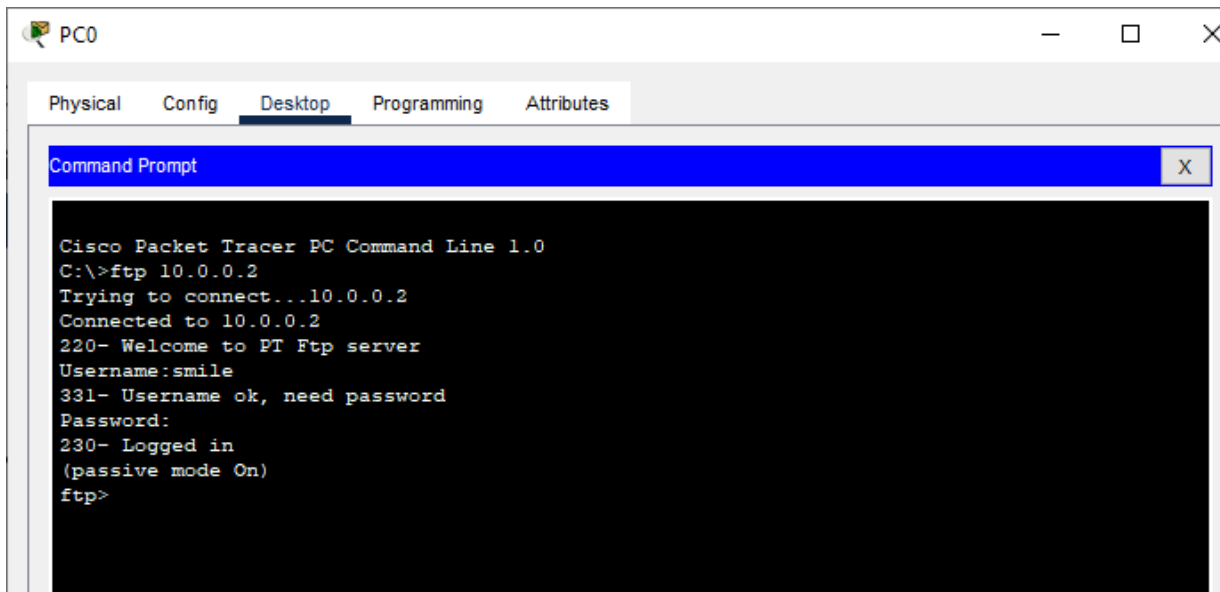 PC0
Physical Config Desktop Programming Attributes
Command Prompt
X
Cisco Packet Tracer PC Command Line 1.0
C:\>ftp 10.0.0.2
Trying to connect...10.0.0.2
Connected to 10.0.0.2
220- Welcome to PT Ftp server
Username:smile
331- Username ok, need password
Password:
230- Logged in
(passive mode On)
ftp>